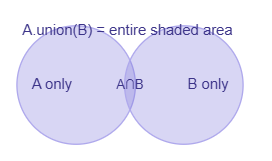 A.union(B) = entire shaded area
A only
A∩B
B only